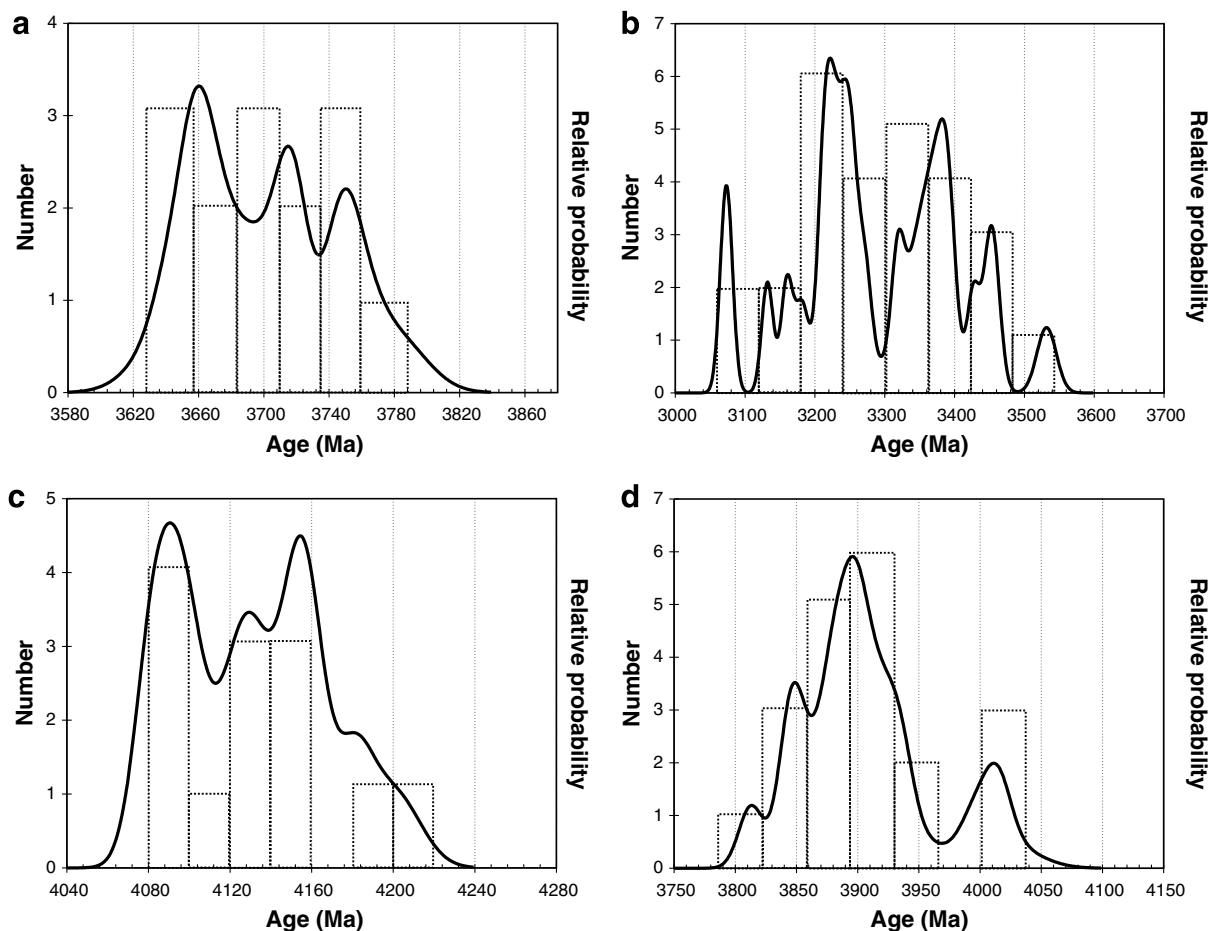 a
4
3
2
1
0
Number
Relative probability
3580 3620 3660 3700 3740 3780 3820 3860
Age (Ma)
b
7
6
5
4
3
2
1
0
Number
Relative probability
3000 3100 3200 3300 3400 3500 3600 3700
Age (Ma)
c
5
4
3
2
1
0
Number
Relative probability
4040 4080 4120 4160 4200 4240 4280
Age (Ma)
d
7
6
5
4
3
2
1
0
Number
Relative probability
3750 3800 3850 3900 3950 4000 4050 4100 4150
Age (Ma)